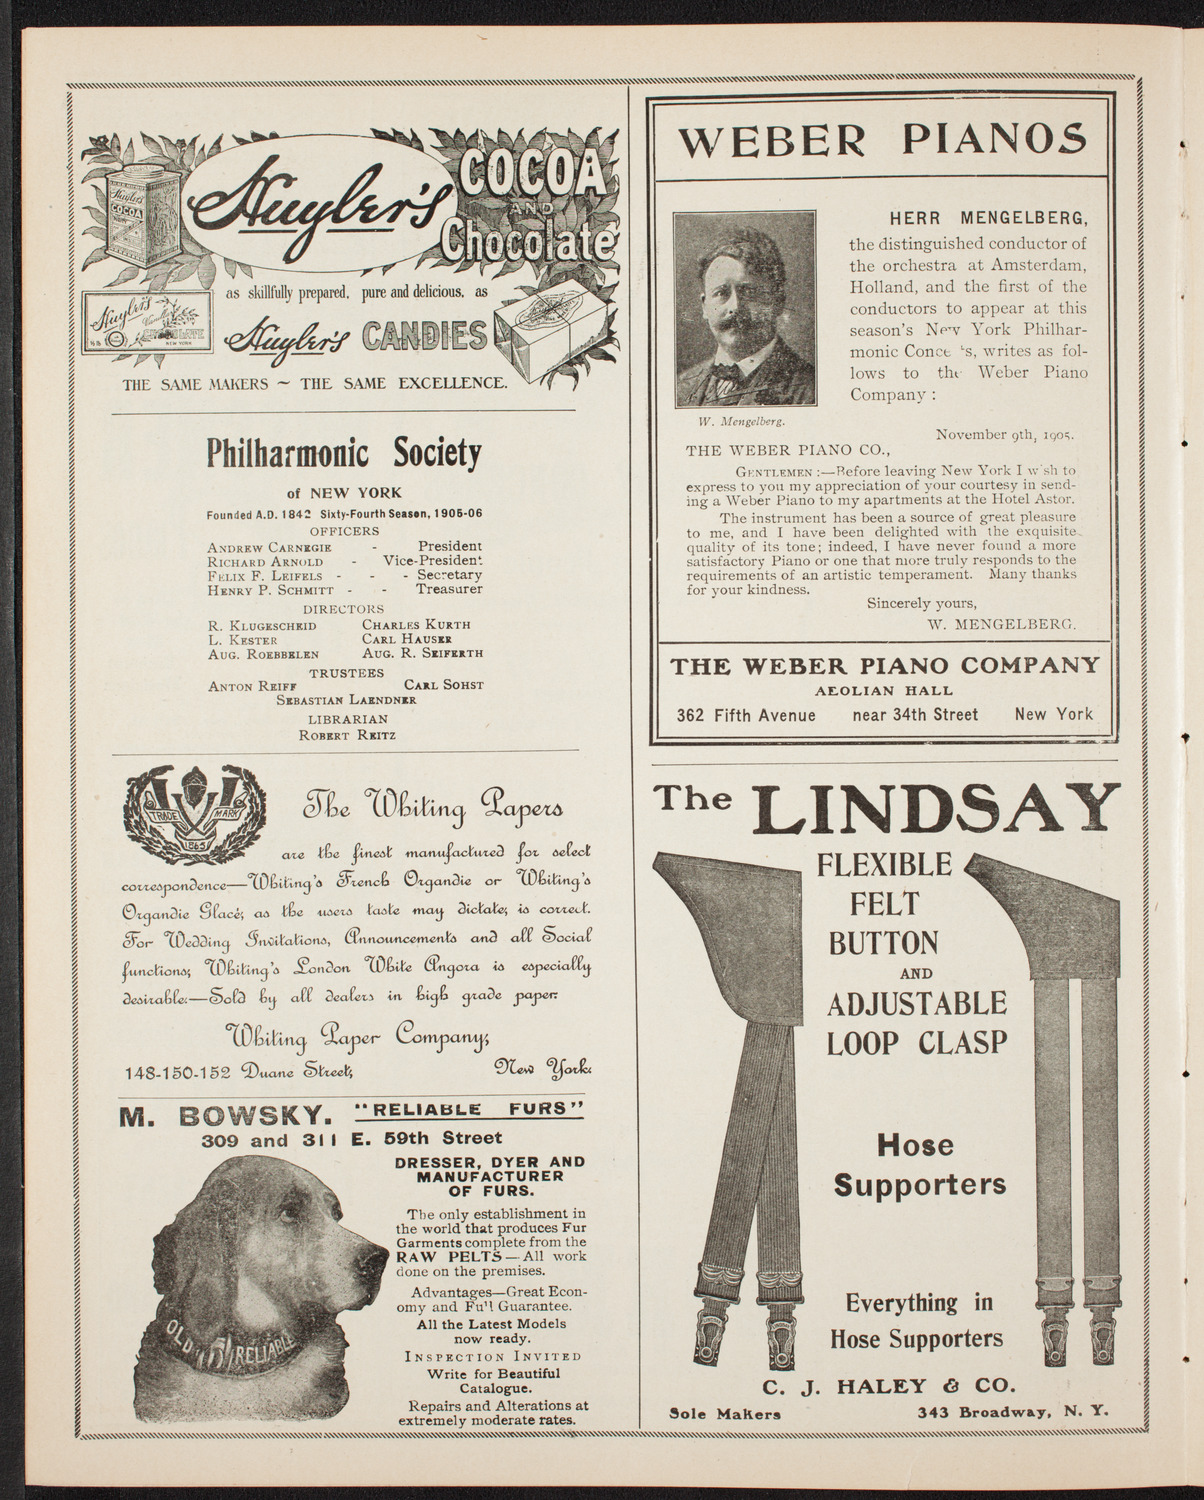 Huyler's
COCOA
AND
Chocolate
Huyler's
COCOA
Huyler's
CHOCOLATE
NEW YORK
as skillfully prepared, pure and delicious, as
Huyler's CANDIES
THE SAME MAKERS ~ THE SAME EXCELLENCE.
Philharmonic Society
of NEW YORK
Founded A.D. 1842 Sixty-Fourth Season, 1905-06
OFFICERS
ANDREW CARNEGIE - President
RICHARD ARNOLD - Vice-President
FELIX F. LEIFELS - - - Secretary
HENRY P. SCHMITT - - Treasurer
DIRECTORS
R. KLUGESCHEID CHARLES KURTH
L. KESTER CARL HAUSER
AUG. ROEBBELEN AUG. R. SEIFERTH
TRUSTEES
ANTON REIFF CARL SOHST
SEBASTIAN LAENDNER
LIBRARIAN
ROBERT REITZ
TRADE MARK
1865
The Whiting Papers
are the finest manufactured for select
correspondence—Whiting's French Organdie or Whiting's
Organdie Glacé; as the users taste may dictate; is correct.
For Wedding Invitations, Announcements and all Social
functions; Whiting's London White Angora is especially
desirable:—Sold by all dealers in high grade paper:
Whiting Paper Company;
148-150-152 Duane Street; New York:
M. BOWSKY. "RELIABLE FURS"
309 and 311 E. 59th Street
OLD RELIABLE
DRESSER, DYER AND
MANUFACTURER
OF FURS.
The only establishment in
the world that produces Fur
Garments complete from the
RAW PELTS—All work
done on the premises.
Advantages—Great Econ-
omy and Full Guarantee.
All the Latest Models
now ready.
INSPECTION INVITED
Write for Beautiful
Catalogue.
Repairs and Alterations at
extremely moderate rates.
WEBER PIANOS
W. Mengelberg.
HERR MENGELBERG,
the distinguished conductor of
the orchestra at Amsterdam,
Holland, and the first of the
conductors to appear at this
season's New York Philhar-
monic Concerts, writes as fol-
lows to the Weber Piano
Company :
November 9th, 1905.
THE WEBER PIANO CO.,
GENTLEMEN :—Before leaving New York I wish to
express to you my appreciation of your courtesy in send-
ing a Weber Piano to my apartments at the Hotel Astor.
The instrument has been a source of great pleasure
to me, and I have been delighted with the exquisite
quality of its tone; indeed, I have never found a more
satisfactory Piano or one that more truly responds to the
requirements of an artistic temperament. Many thanks
for your kindness.
Sincerely yours,
W. MENGELBERG.
THE WEBER PIANO COMPANY
AEOLIAN HALL
362 Fifth Avenue near 34th Street New York
The LINDSAY
FLEXIBLE
FELT
BUTTON
AND
ADJUSTABLE
LOOP CLASP
Hose
Supporters
Everything in
Hose Supporters
C. J. HALEY & CO.
Sole Makers 343 Broadway, N. Y.